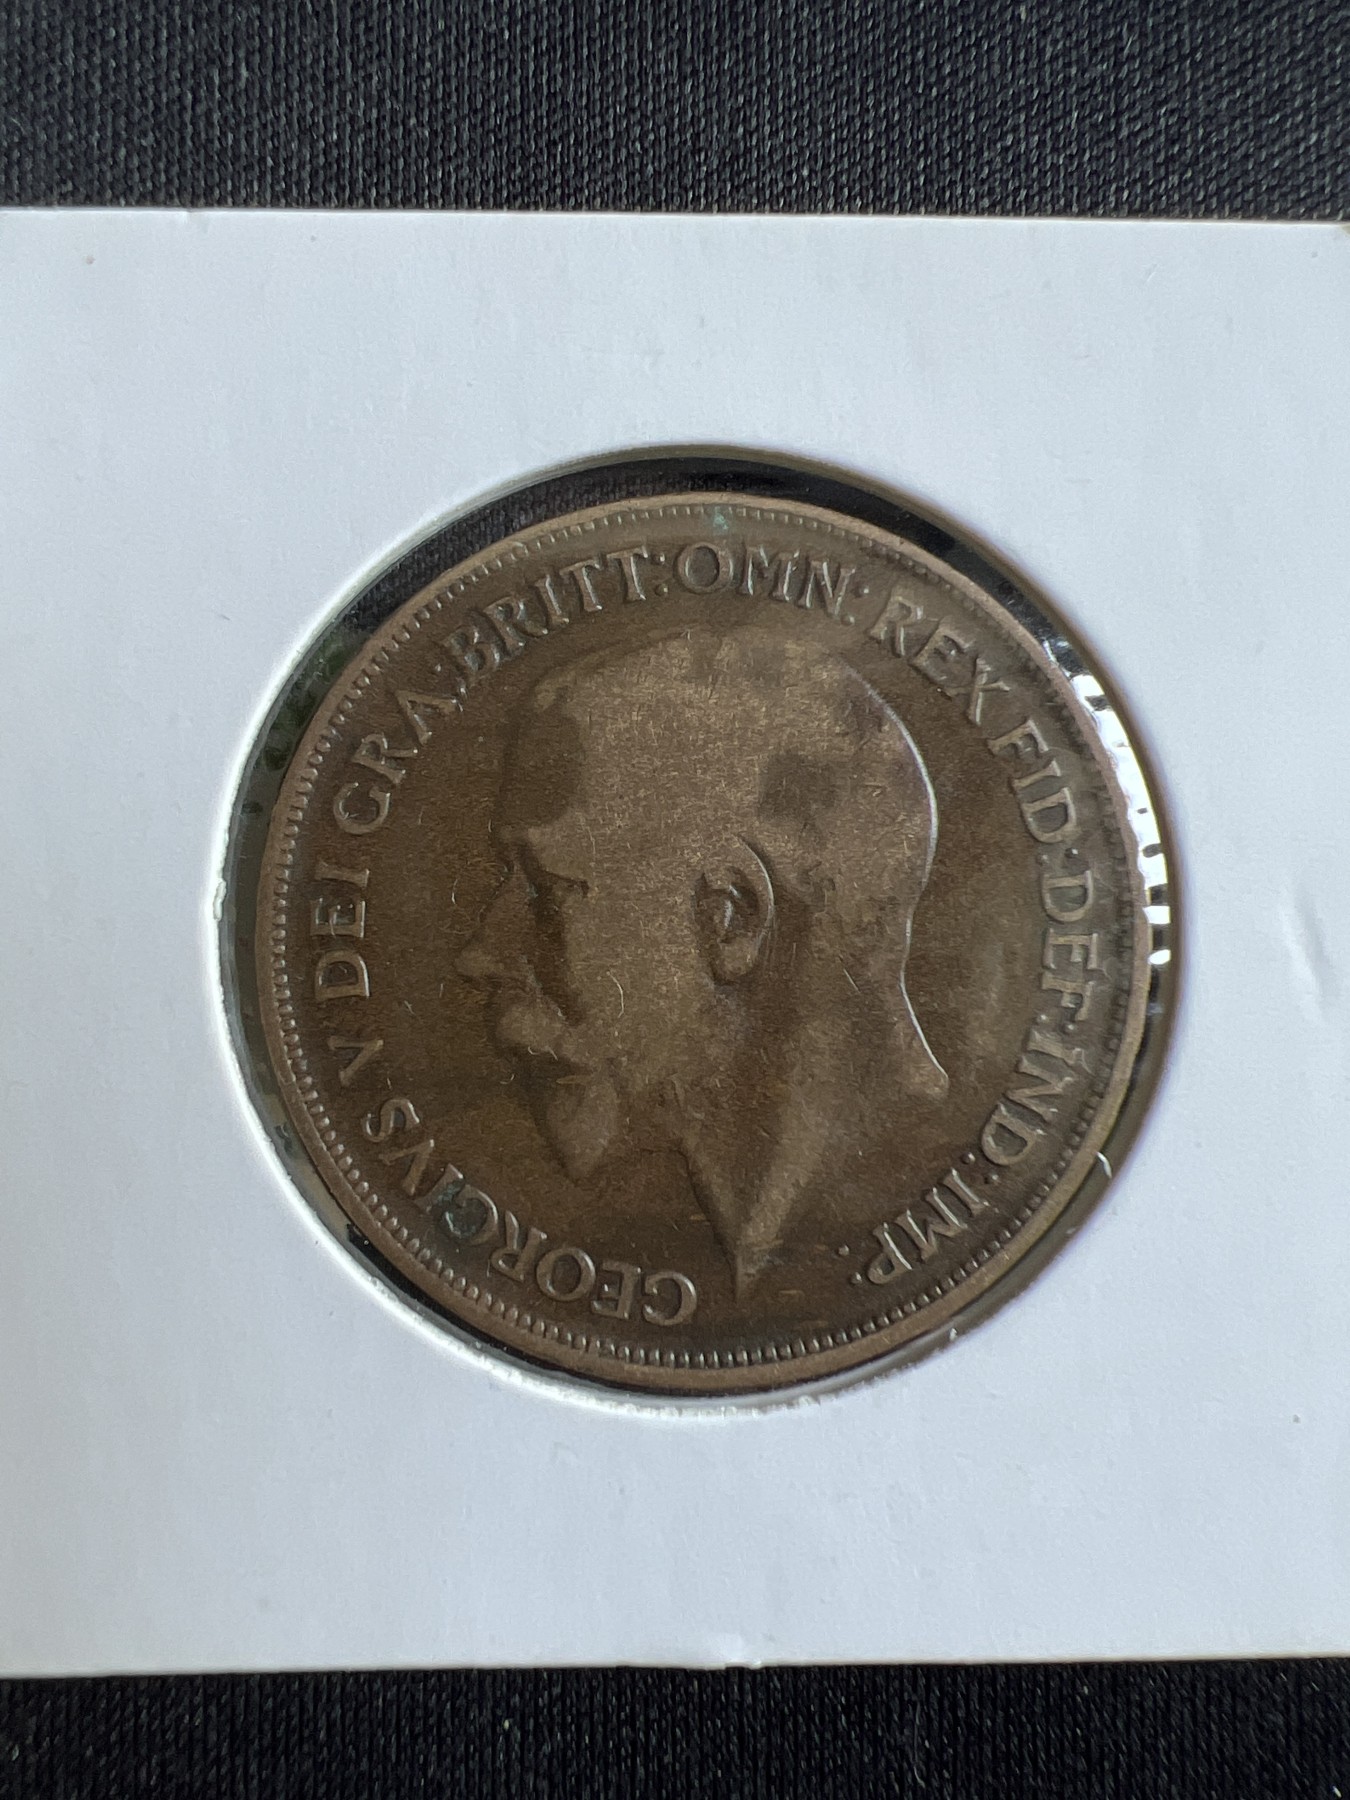 GEORGIVS V DEI GRA:BRITT:OMN:REX FID:DEF:IND:IMP: